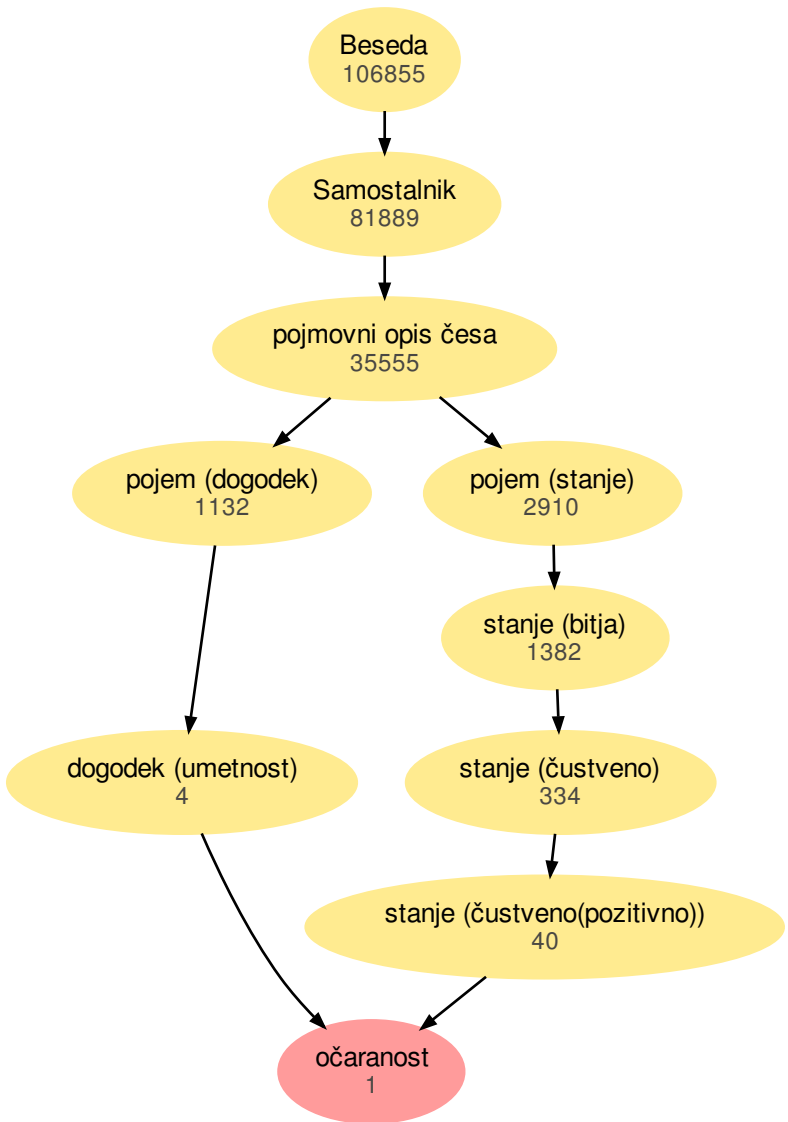 Beseda
106855
Samostalnik
81889
pojmovni opis česa
35555
pojem (dogodek)
1132
pojem (stanje)
2910
stanje (bitja)
1382
dogodek (umetnost)
4
stanje (čustveno)
334
stanje (čustveno(pozitivno))
40
očaranost
1